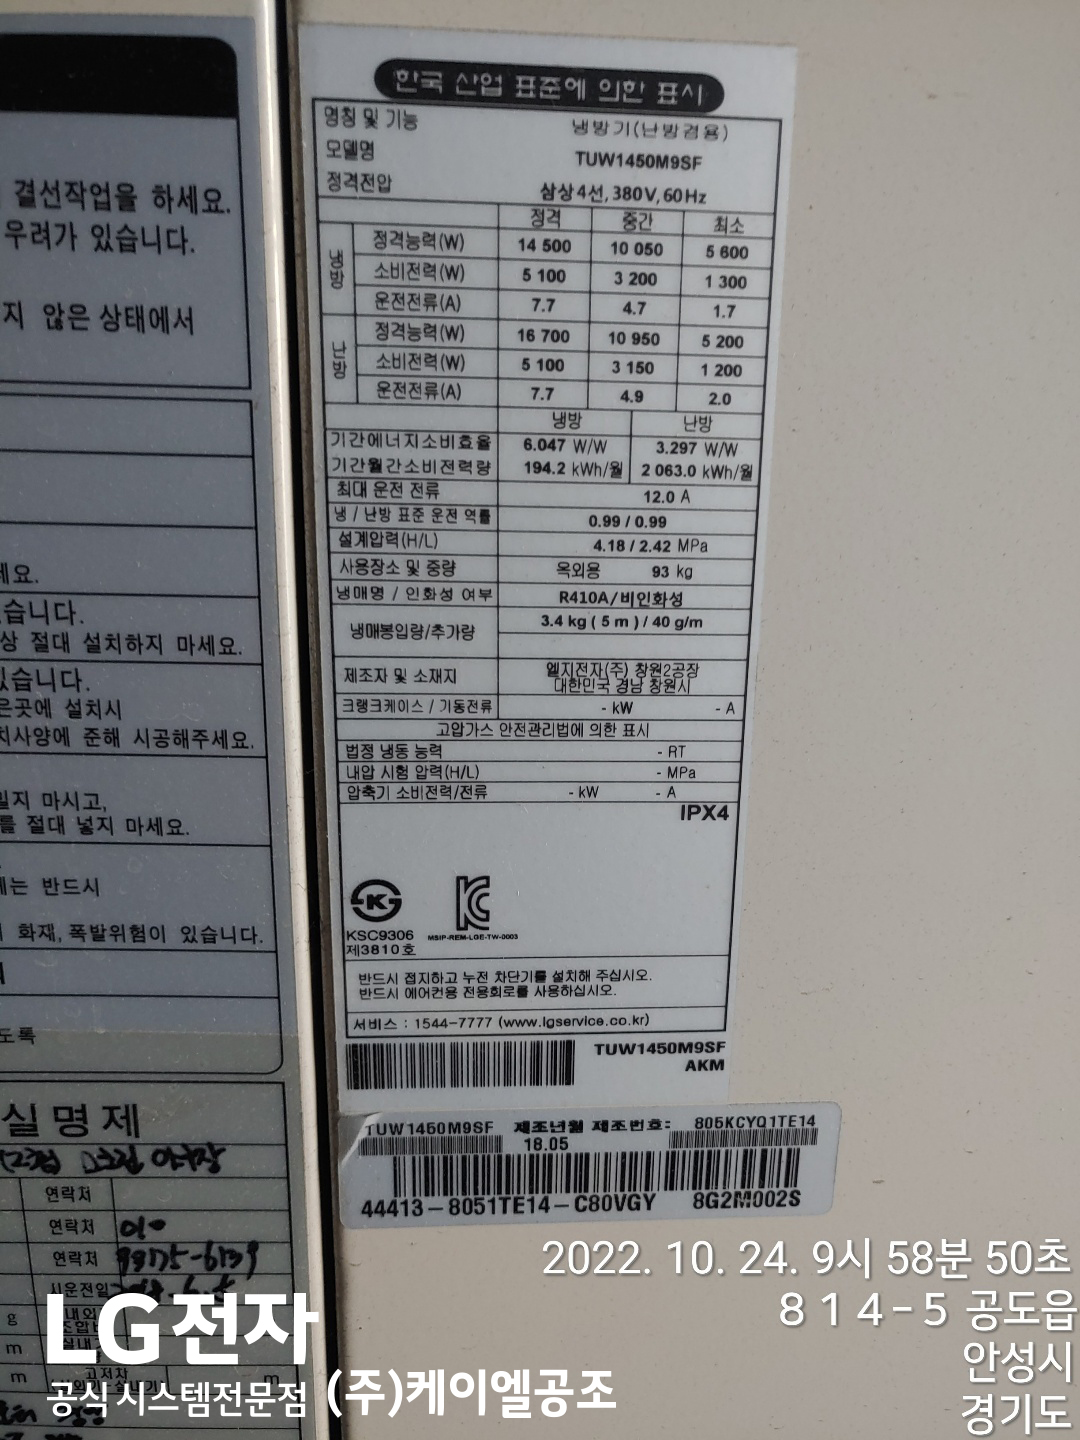 결선작업을 하세요.
우려가 있습니다.
지 않은 상태에서
세요.
습니다.
상 절대 설치하지 마세요.
있습니다.
은곳에 설치시
치사양에 준해 시공해주세요.
밀지 마시고,
를 절대 넣지 마세요.
에는 반드시
화재, 폭발위험이 있습니다.
도록
실명제
연락처
연락처 010
연락처
시운전일
g
m
m
고저차
m
한국 산업 표준에 의한 표시
명칭 및 기능 냉방기(난방겸용)
모델명 TUW1450M9SF
정격전압 삼상4선, 380V, 60Hz
정격 중간 최소
냉방
정격능력(W) 14 500 10 050 5 600
소비전력(W) 5 100 3 200 1 300
운전전류(A) 7.7 4.7 1.7
난방
정격능력(W) 16 700 10 950 5 200
소비전력(W) 5 100 3 150 1 200
운전전류(A) 7.7 4.9 2.0
냉방 난방
기간에너지소비효율 6.047 W/W 3.297 W/W
기간월간소비전력량 194.2 kWh/월 2 063.0 kWh/월
최대 운전 전류 12.0 A
냉 / 난방 표준 운전 역률 0.99 / 0.99
설계압력(H/L) 4.18 / 2.42 MPa
사용장소 및 중량 옥외용 93 kg
냉매명 / 인화성 여부 R410A/비인화성
냉매봉입량/추가량 3.4 kg ( 5 m ) / 40 g/m
제조자 및 소재지 엘지전자(주) 창원2공장
대한민국 경남 창원시
크랭크케이스 / 기동전류 - kW - A
고압가스 안전관리법에 의한 표시
법정 냉동 능력 - RT
내압 시험 압력(H/L) - MPa
압축기 소비전력/전류 - kW - A
IPX4
KSC9306
제3810호
MSIP-REM-LGE-TW-0003
반드시 접지하고 누전 차단기를 설치해 주십시오.
반드시 에어컨용 전용회로를 사용하십시오.
서비스 : 1544-7777 (www.lgservice.co.kr)
TUW1450M9SF
AKM
TUW1450M9SF 제조년월 제조번호: 805KCYQ1TE14
18.05
44413-8051TE14-C80VGY 8G2M002S
2022. 10. 24. 9시 58분 50초
814-5 공도읍
안성시
경기도
LG전자
공식 시스템전문점 (주)케이엘공조